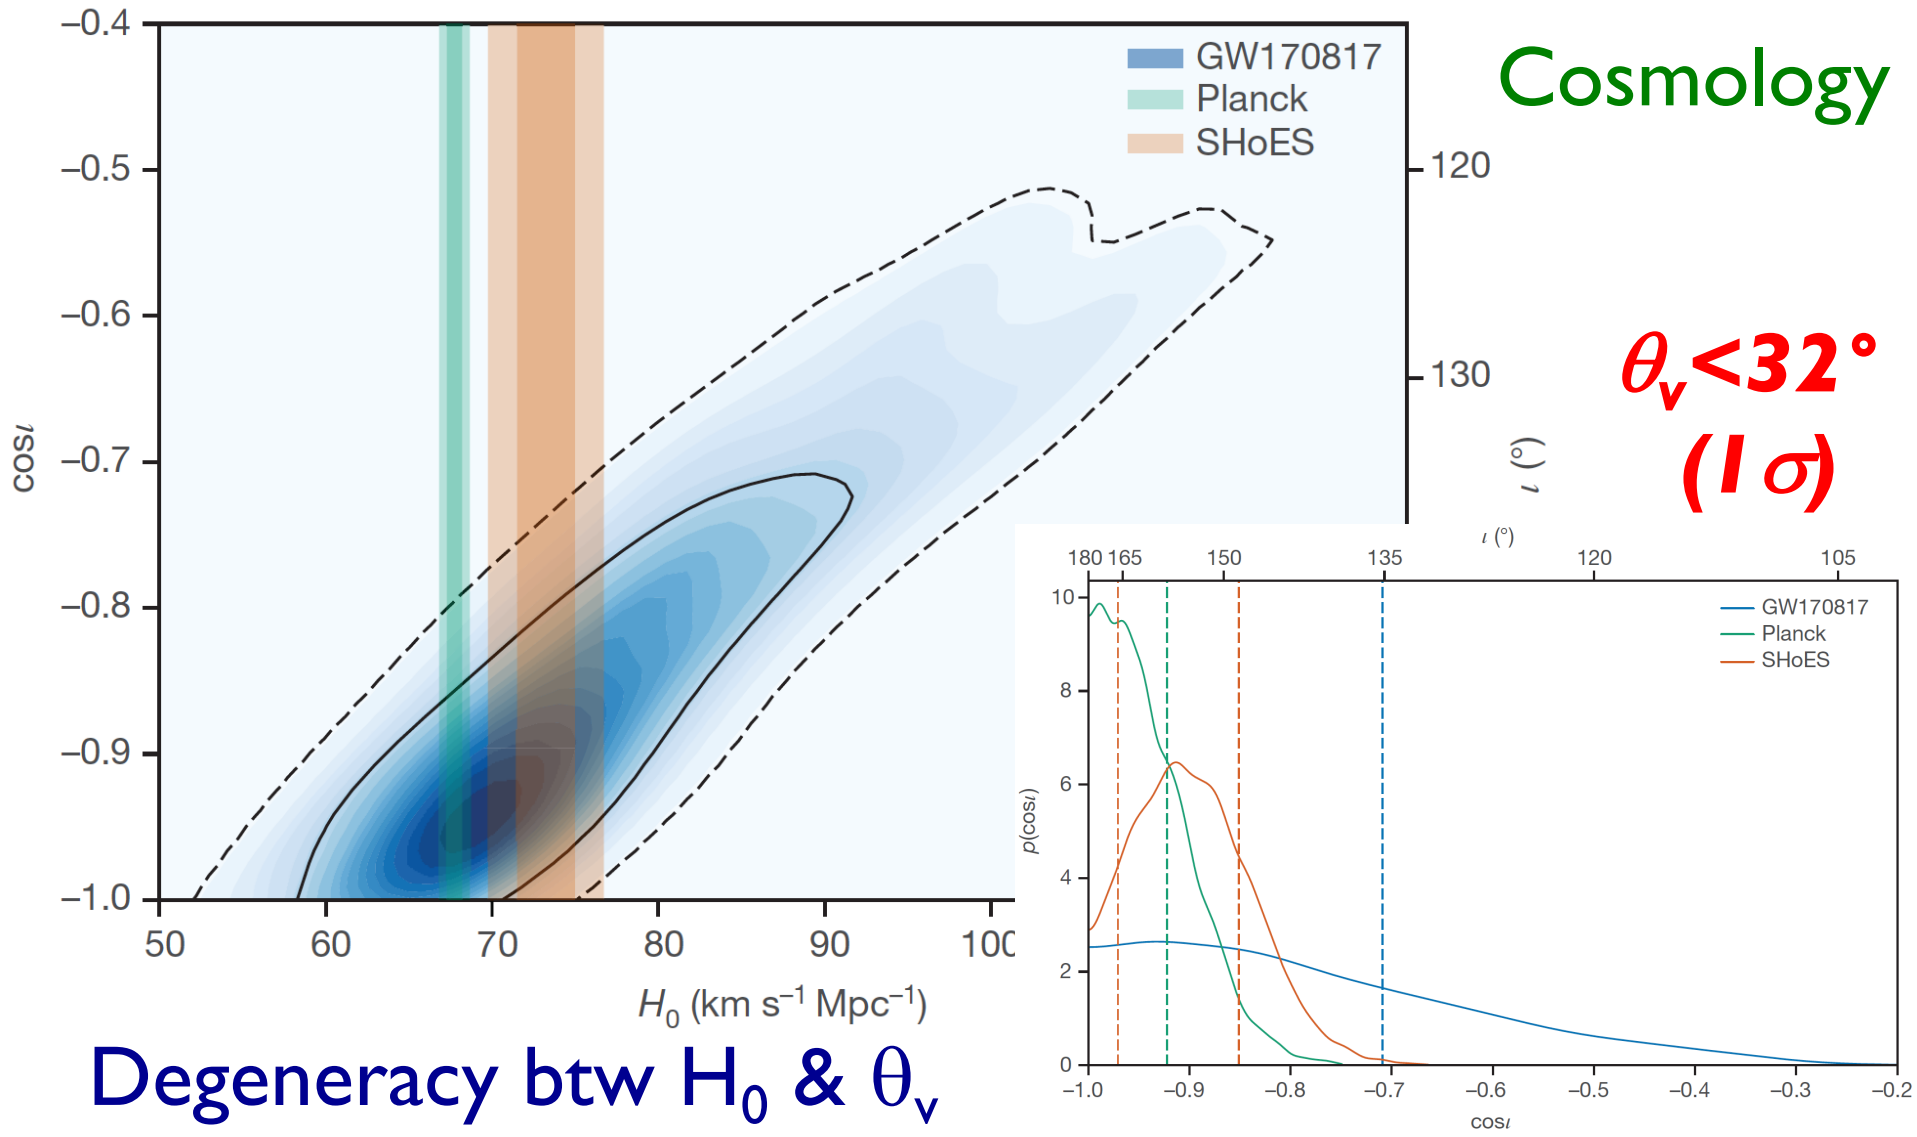 Cosmology
GW170817
Planck
SHoES
−0.4
−0.5
−0.6
−0.7
−0.8
−0.9
−1.0
cosι
120
130
ι (°)
50 60 70 80 90 100
H₀ (km s⁻¹ Mpc⁻¹)
θᵥ<32°
(1σ)
ι (°)
180 165 150 135 120 105
GW170817
Planck
SHoES
10
8
6
4
2
0
p(cosι)
−1.0 −0.9 −0.8 −0.7 −0.6 −0.5 −0.4 −0.3 −0.2
cosι
Degeneracy btw H₀ & θᵥ